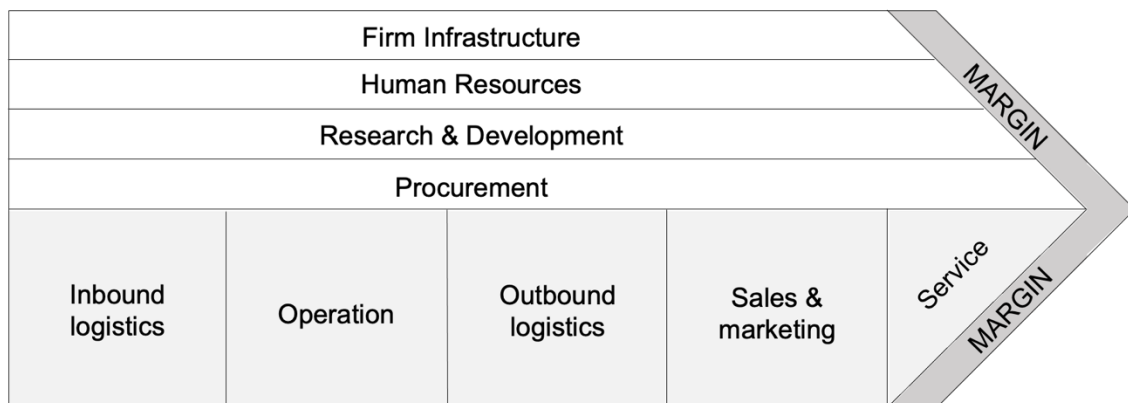 Firm Infrastructure
Human Resources
Research & Development
Procurement
MARGIN
Inbound
logistics
Operation
Outbound
logistics
Sales &
marketing
Service
MARGIN